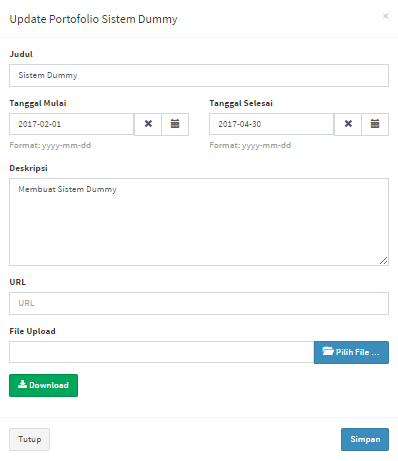 Update Portofolio Sistem Dummy
×
Judul
Sistem Dummy
Tanggal Mulai
Tanggal Selesai
2017-02-01
2017-04-30
Format: yyyy-mm-dd
Format: yyyy-mm-dd
Deskripsi
Membuat Sistem Dummy
URL
URL
File Upload
Pilih File ...
Download
Tutup
Simpan